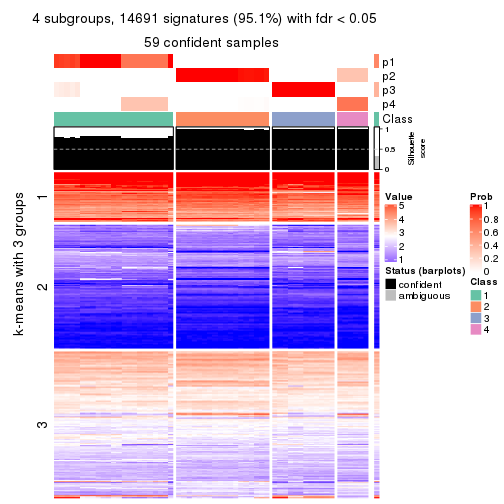 4 subgroups, 14691 signatures (95.1%) with fdr < 0.05
59 confident samples
p1
p2
p3
p4
Class
1
0.5
0
Silhouette
score
k-means with 3 groups
1
2
3
Value
5
4
3
2
1
Status (barplots)
confident
ambiguous
Prob
1
0.8
0.6
0.4
0.2
0
Class
1
2
3
4